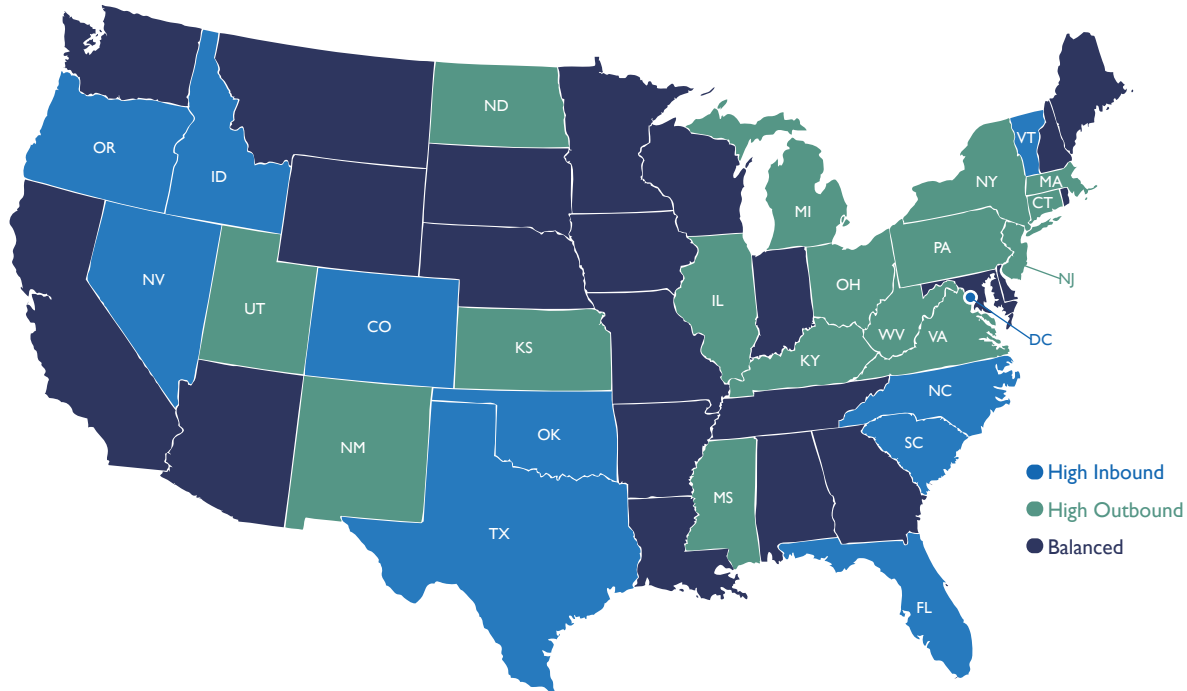 ND
VT
OR
ID
NY
MA
CT
MI
PA
NV
NJ
OH
IL
UT
CO
WV
VA
DC
KS
KY
NC
OK
SC
NM
High Inbound
MS
High Outbound
TX
Balanced
FL